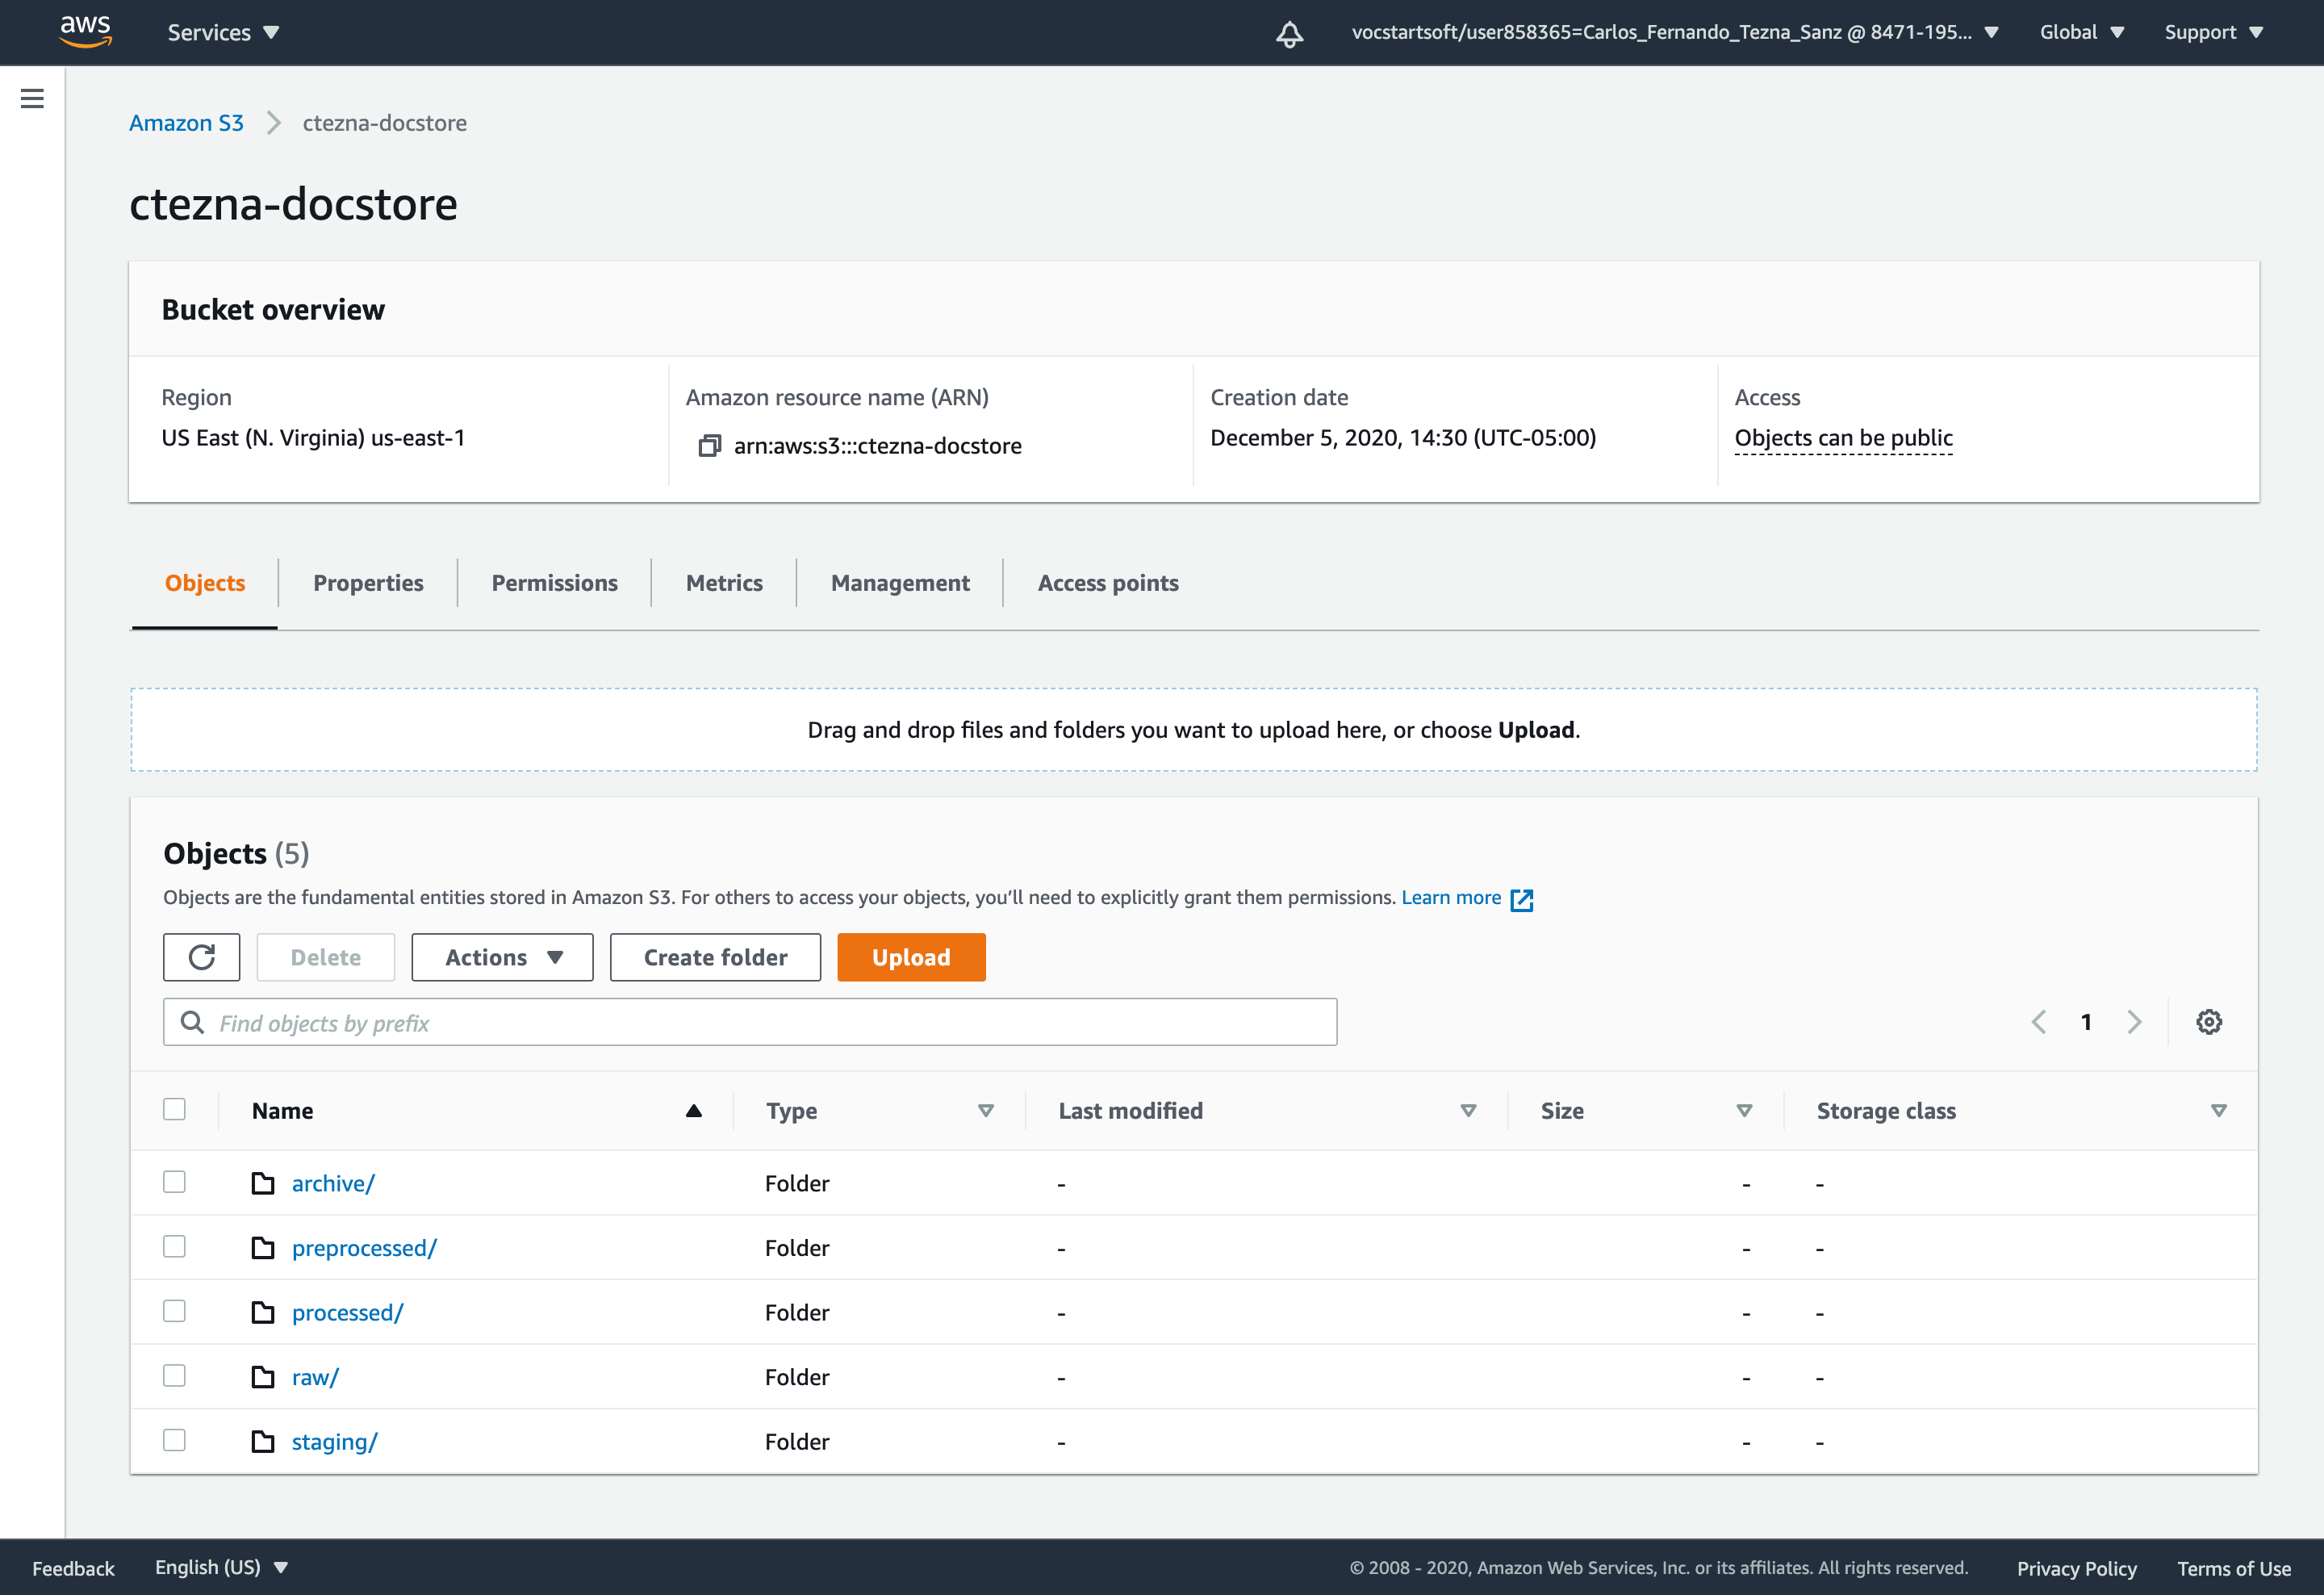 aws Services vocstartsoft/user858365=Carlos_Fernando_Tezna_Sanz @ 8471-195... Global Support
Amazon S3 ctezna-docstore
ctezna-docstore
Bucket overview
Region Amazon resource name (ARN) Creation date Access
US East (N. Virginia) us-east-1 arn:aws:s3:::ctezna-docstore December 5, 2020, 14:30 (UTC-05:00) Objects can be public
Objects Properties Permissions Metrics Management Access points
Drag and drop files and folders you want to upload here, or choose Upload.
Objects (5)
Objects are the fundamental entities stored in Amazon S3. For others to access your objects, you’ll need to explicitly grant them permissions. Learn more
Delete Actions Create folder Upload
Find objects by prefix 1
Name Type Last modified Size Storage class
archive/ Folder - - -
preprocessed/ Folder - - -
processed/ Folder - - -
raw/ Folder - - -
staging/ Folder - - -
Feedback English (US) © 2008 - 2020, Amazon Web Services, Inc. or its affiliates. All rights reserved. Privacy Policy Terms of Use